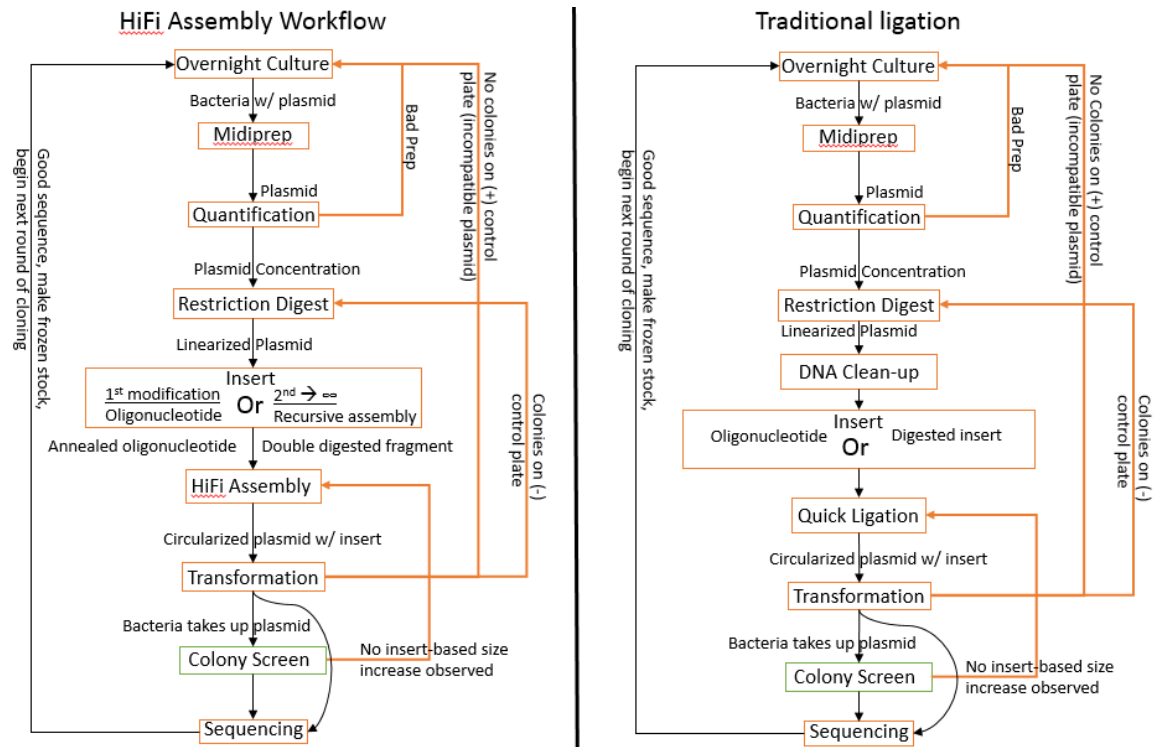 HiFi Assembly Workflow
Overnight Culture
Bacteria w/ plasmid
Midiprep
Plasmid
Quantification
Plasmid Concentration
Restriction Digest
Linearized Plasmid
Insert
1st modification
Oligonucleotide
Or
2nd → ∞
Recursive assembly
Annealed oligonucleotide
Double digested fragment
HiFi Assembly
Circularized plasmid w/ insert
Transformation
Bacteria takes up plasmid
Colony Screen
Sequencing
Good sequence, make frozen stock,
begin next round of cloning
Bad Prep
No colonies on (+) control
plate (incompatible plasmid)
Colonies on (-)
control plate
No insert-based size
increase observed
Traditional ligation
Overnight Culture
Bacteria w/ plasmid
Midiprep
Plasmid
Quantification
Plasmid Concentration
Restriction Digest
Linearized Plasmid
DNA Clean-up
Insert
Oligonucleotide
Or
Digested insert
Quick Ligation
Circularized plasmid w/ insert
Transformation
Bacteria takes up plasmid
Colony Screen
Sequencing
Good sequence, make frozen stock,
begin next round of cloning
Bad Prep
No Colonies on (+) control
plate (incompatible plasmid)
Colonies on (-)
control plate
No insert-based size
increase observed